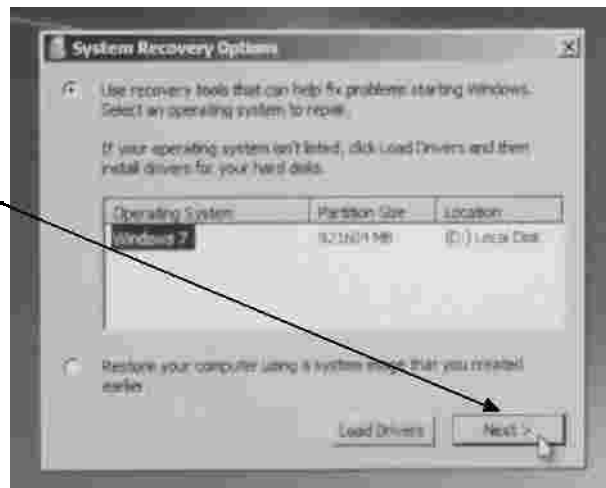 System Recovery Options
Use recovery tools that can help fix problems starting Windows.
Select an operating system to repair.
If your operating system isn't listed, click Load Drivers and then
install drivers for your hard disks.
Operating System Partition Size Location
Windows 7 MB Local Disk
Restore your computer using a system image that you created
earlier
Load Drivers Next >